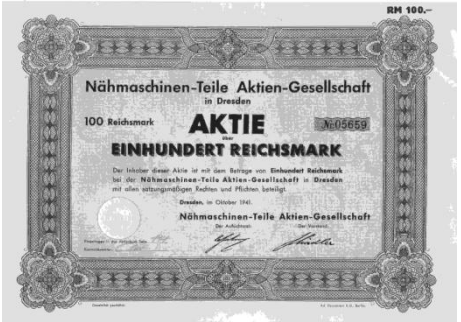 RM 100.–
Nähmaschinen-Teile Aktien-Gesellschaft
in Dresden
100 Reichsmark
AKTIE
№05659
über
EINHUNDERT REICHSMARK
Der Inhaber dieser Aktie ist mit dem Betrage von Einhundert Reichsmark
bei der Nähmaschinen-Teile Aktien-Gesellschaft in Dresden
mit allen satzungsmäßigen Rechten und Pflichten beteiligt.
Dresden, im Oktober 1941.
Nähmaschinen-Teile Aktien-Gesellschaft
Der Aufsichtsrat: Der Vorstand: